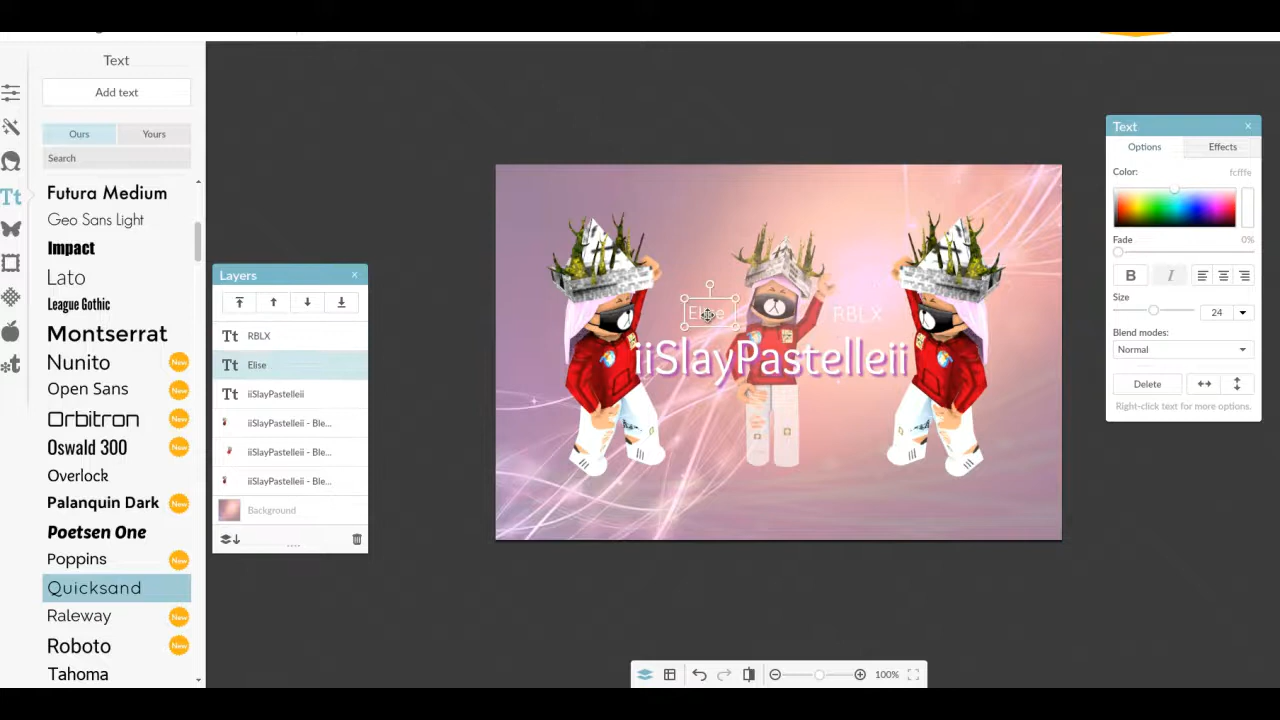 Text
Add text
Ours
Yours
Search
Futura Medium
Geo Sans Light
Impact
Lato
League Gothic
Montserrat
Nunito
New
Open Sans
New
Orbitron
New
Oswald 300
New
Overlock
Palanquin Dark
New
Poetsen One
Poppins
New
Quicksand
Raleway
New
Roboto
New
Tahoma
Layers
RBLX
Elise
iiSlayPastelleii
iiSlayPastelleii - Ble...
iiSlayPastelleii - Ble...
iiSlayPastelleii - Ble...
Background
Elise
RBLX
iiSlayPastelleii
Text
Options
Effects
Color:
fcfffe
Fade
0%
B
I
Size
24
Blend modes:
Normal
Delete
Right-click text for more options.
100%